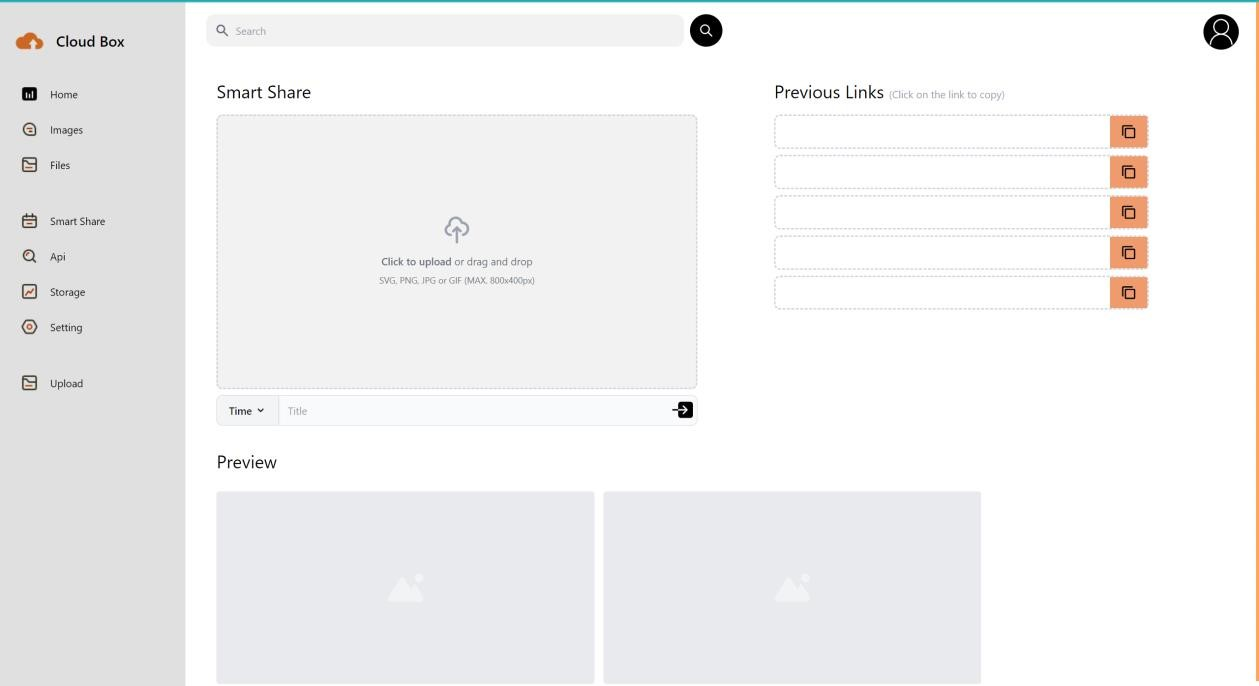 Cloud Box
Home
Images
Files
Smart Share
Api
Storage
Setting
Upload
Search
Smart Share
Click to upload or drag and drop
SVG, PNG, JPG or GIF (MAX. 800x400px)
Time
Title
Previous Links (Click on the link to copy)
Preview